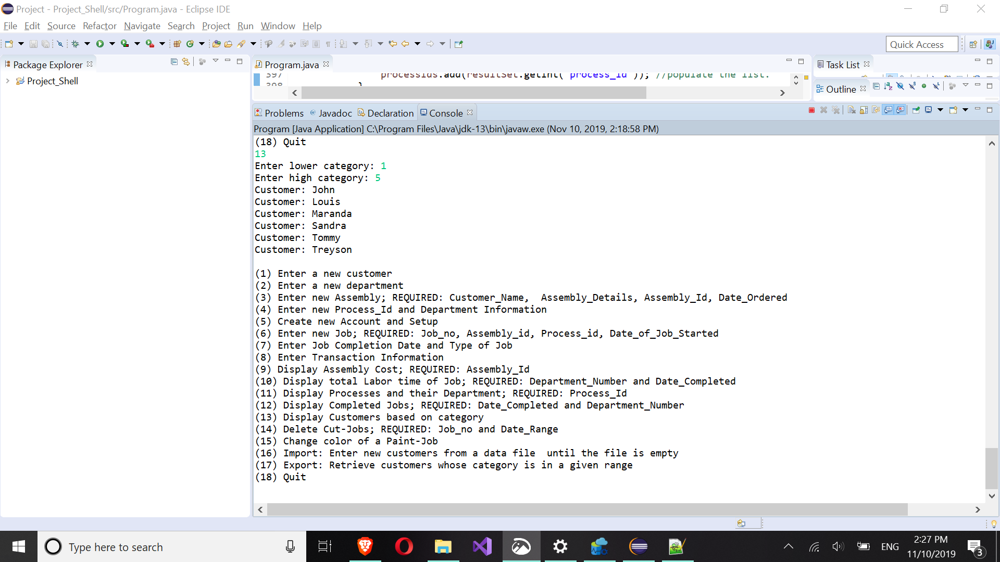 Project - Project_Shell/src/Program.java - Eclipse IDE
File Edit Source Refactor Navigate Search Project Run Window Help
Quick Access
Package Explorer
Project_Shell
Program.java
397 processIds.add(resultSet.getInt("process_id")); //populate the list.
398 }
Task List
Outline
Problems @ Javadoc Declaration Console
Program [Java Application] C:\Program Files\Java\jdk-13\bin\javaw.exe (Nov 10, 2019, 2:18:58 PM)
(18) Quit
13
Enter lower category: 1
Enter high category: 5
Customer: John
Customer: Louis
Customer: Maranda
Customer: Sandra
Customer: Tommy
Customer: Treyson
(1) Enter a new customer
(2) Enter a new department
(3) Enter new Assembly; REQUIRED: Customer_Name,  Assembly_Details, Assembly_Id, Date_Ordered
(4) Enter new Process_Id and Department Information
(5) Create new Account and Setup
(6) Enter new Job; REQUIRED: Job_no, Assembly_id, Process_id, Date_of_Job_Started
(7) Enter Job Completion Date and Type of Job
(8) Enter Transaction Information
(9) Display Assembly Cost; REQUIRED: Assembly_Id
(10) Display total Labor time of Job; REQUIRED: Department_Number and Date_Completed
(11) Display Processes and their Department; REQUIRED: Process_Id
(12) Display Completed Jobs; REQUIRED: Date_Completed and Department_Number
(13) Display Customers based on category
(14) Delete Cut-Jobs; REQUIRED: Job_no and Date_Range
(15) Change color of a Paint-Job
(16) Import: Enter new customers from a data file  until the file is empty
(17) Export: Retrieve customers whose category is in a given range
(18) Quit
Type here to search
ENG
2:27 PM
11/10/2019
3